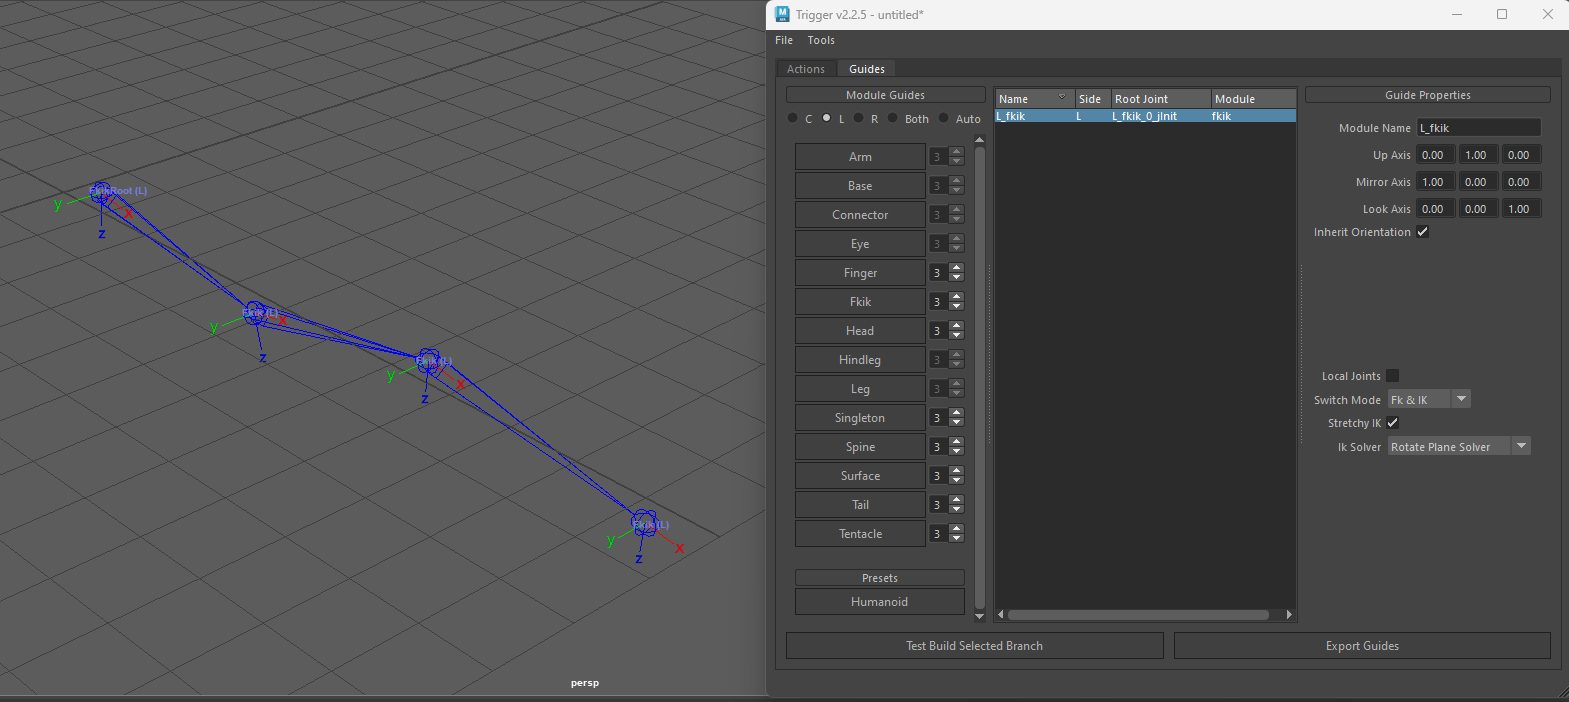 Trigger v2.2.5 - untitled*
File Tools
Actions Guides
Module Guides
C L R Both Auto
Arm 3
Base 3
Connector 3
Eye 3
Finger 3
Fkik 3
Head 3
Hindleg 3
Leg 3
Singleton 3
Spine 3
Surface 3
Tail 3
Tentacle 3
Presets
Humanoid
Name Side Root Joint Module
L_fkik L L_fkik_0_jInit fkik
Guide Properties
Module Name L_fkik
Up Axis 0.00 1.00 0.00
Mirror Axis 1.00 0.00 0.00
Look Axis 0.00 0.00 1.00
Inherit Orientation
Local Joints
Switch Mode Fk & IK
Stretchy IK
Ik Solver Rotate Plane Solver
Test Build Selected Branch
Export Guides
FkikRoot (L)
y x
z
Fkik (L)
y x
z
Fkik (L)
y x
z
Fkik (L)
y x
z
persp